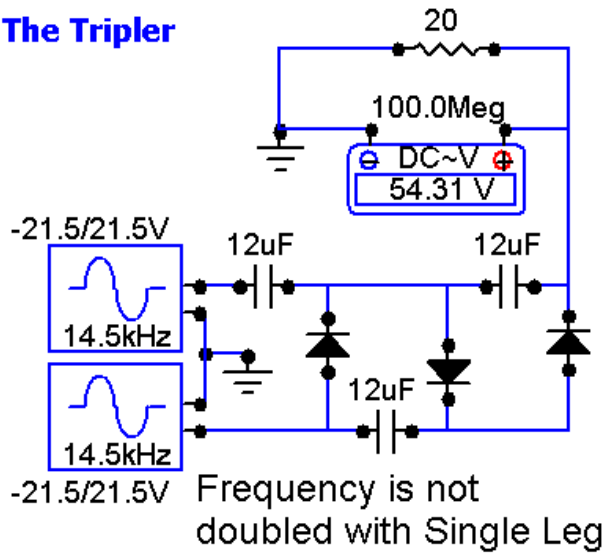 The Tripler
20
100.0Meg
DC~V
54.31 V
-21.5/21.5V
12uF
12uF
14.5kHz
12uF
14.5kHz
-21.5/21.5V
Frequency is not
doubled with Single Leg